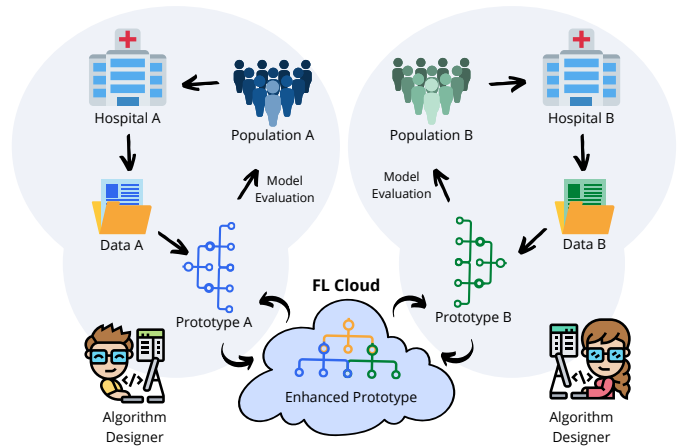 Hospital A
Population A
Population B
Hospital B
Model
Evaluation
Model
Evaluation
Data A
Data B
FL Cloud
Prototype A
Prototype B
Enhanced Prototype
</>
</>
Algorithm
Designer
Algorithm
Designer